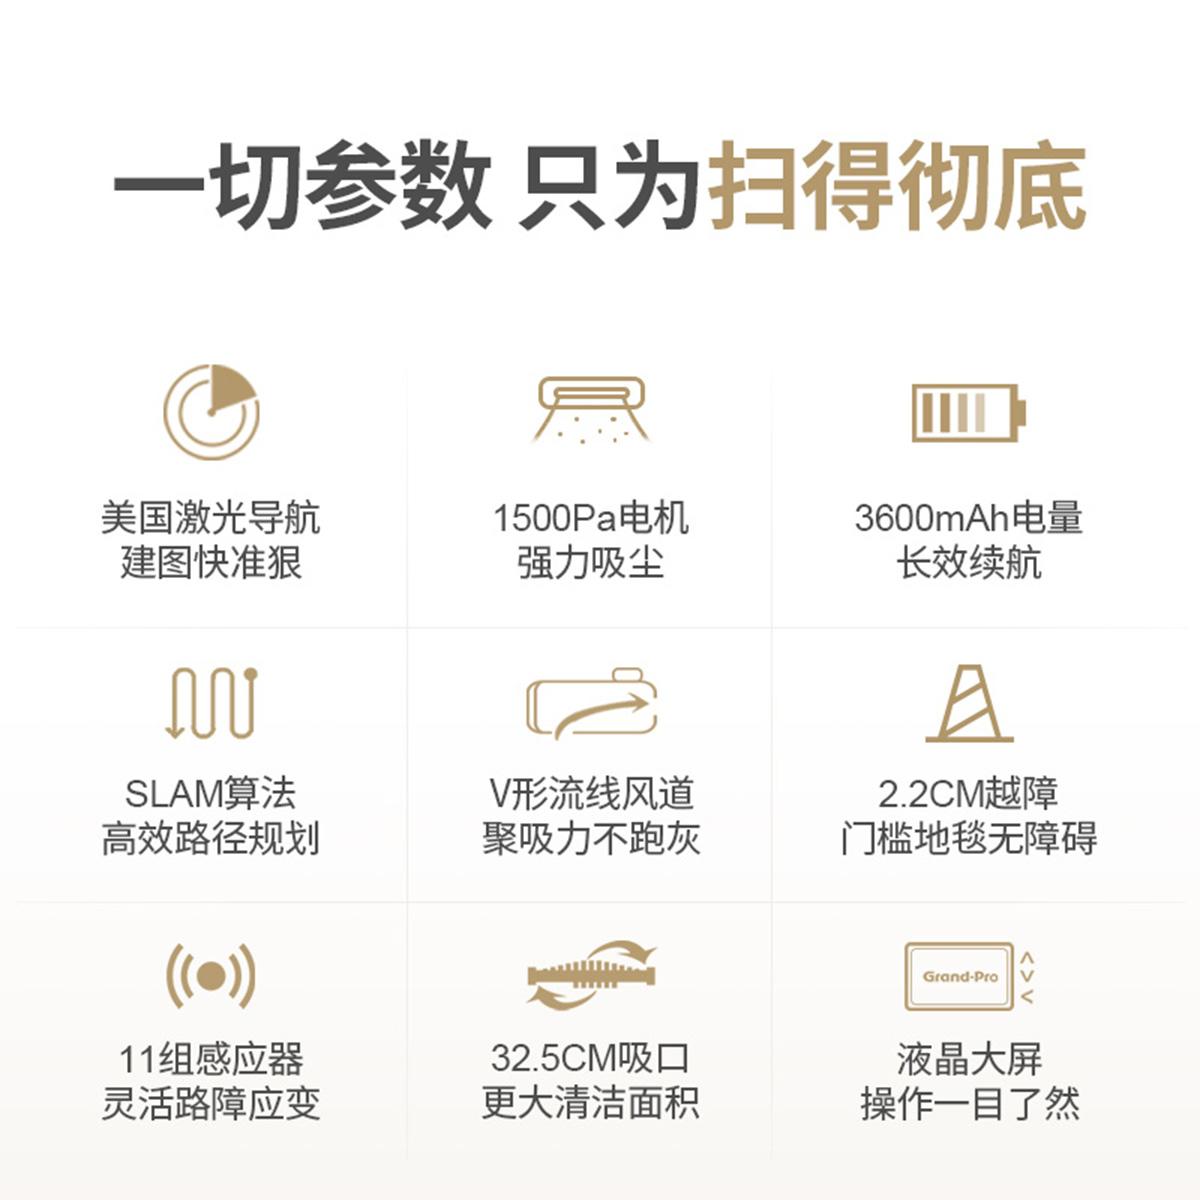 一切参数 只为扫得彻底
美国激光导航
建图快准狠
1500Pa电机
强力吸尘
3600mAh电量
长效续航
SLAM算法
高效路径规划
V形流线风道
聚吸力不跑灰
2.2CM越障
门槛地毯无障碍
11组感应器
灵活路障应变
32.5CM吸口
更大清洁面积
Grand-Pro
液晶大屏
操作一目了然